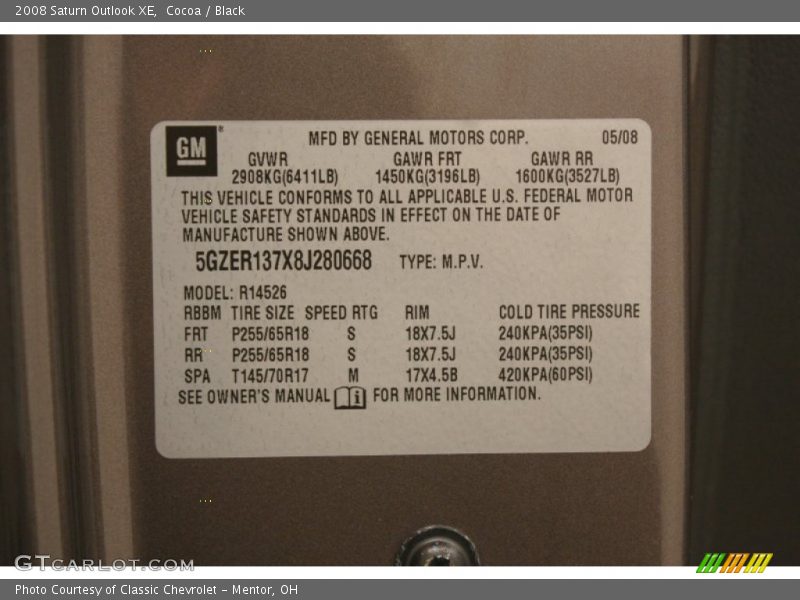 2008 Saturn Outlook XE,  Cocoa / Black
GM®
MFD BY GENERAL MOTORS CORP. 05/08
GVWR GAWR FRT GAWR RR
2908KG(6411LB) 1450KG(3196LB) 1600KG(3527LB)
THIS VEHICLE CONFORMS TO ALL APPLICABLE U.S. FEDERAL MOTOR
VEHICLE SAFETY STANDARDS IN EFFECT ON THE DATE OF
MANUFACTURE SHOWN ABOVE.
5GZER137X8J280668 TYPE: M.P.V.
MODEL: R14526
RBBM TIRE SIZE SPEED RTG RIM COLD TIRE PRESSURE
FRT P255/65R18 S 18X7.5J 240KPA(35PSI)
RR P255/65R18 S 18X7.5J 240KPA(35PSI)
SPA T145/70R17 M 17X4.5B 420KPA(60PSI)
SEE OWNER'S MANUAL i FOR MORE INFORMATION.
GTCARLOT.COM
Photo Courtesy of Classic Chevrolet – Mentor, OH